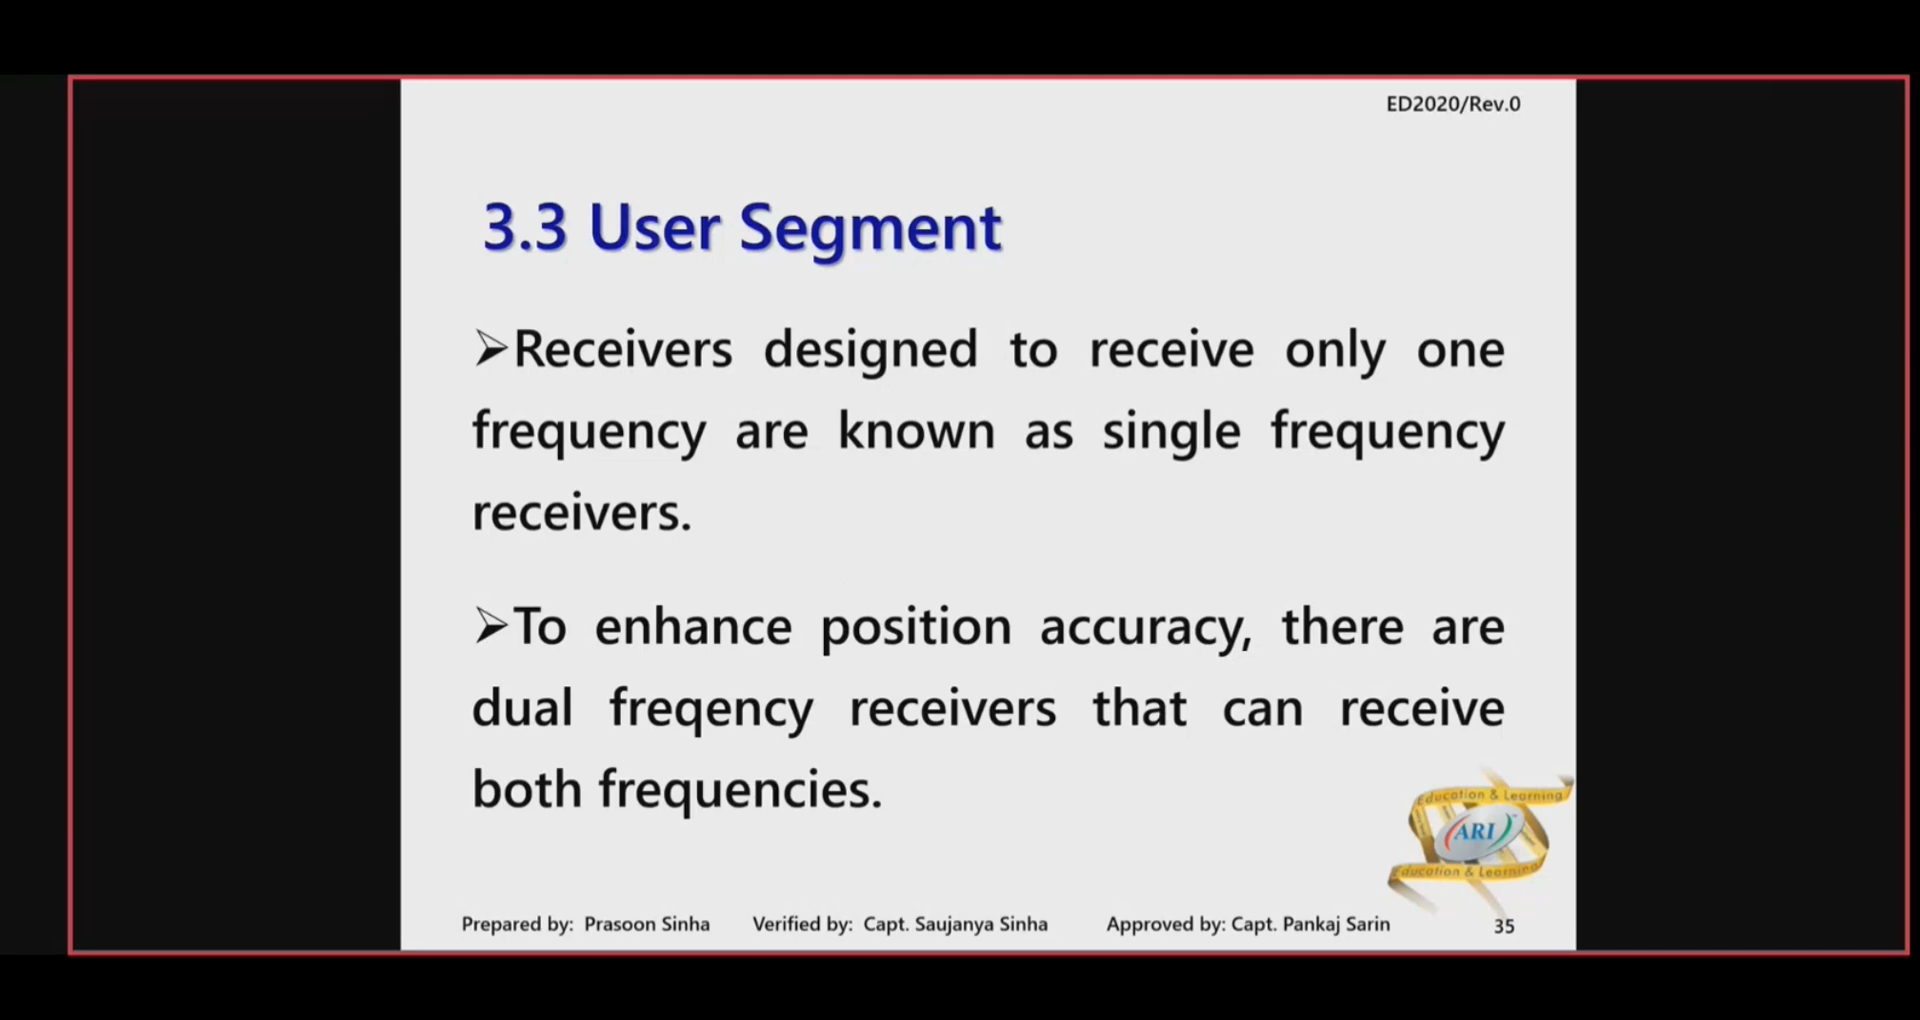 ED2020/Rev.0
3.3 User Segment
➢Receivers designed to receive only one
frequency are known as single frequency
receivers.
➢To enhance position accuracy, there are
dual freqency receivers that can receive
both frequencies.
Education & Learning
ARI
Education & Learning
Prepared by: Prasoon Sinha Verified by: Capt. Saujanya Sinha Approved by: Capt. Pankaj Sarin 35